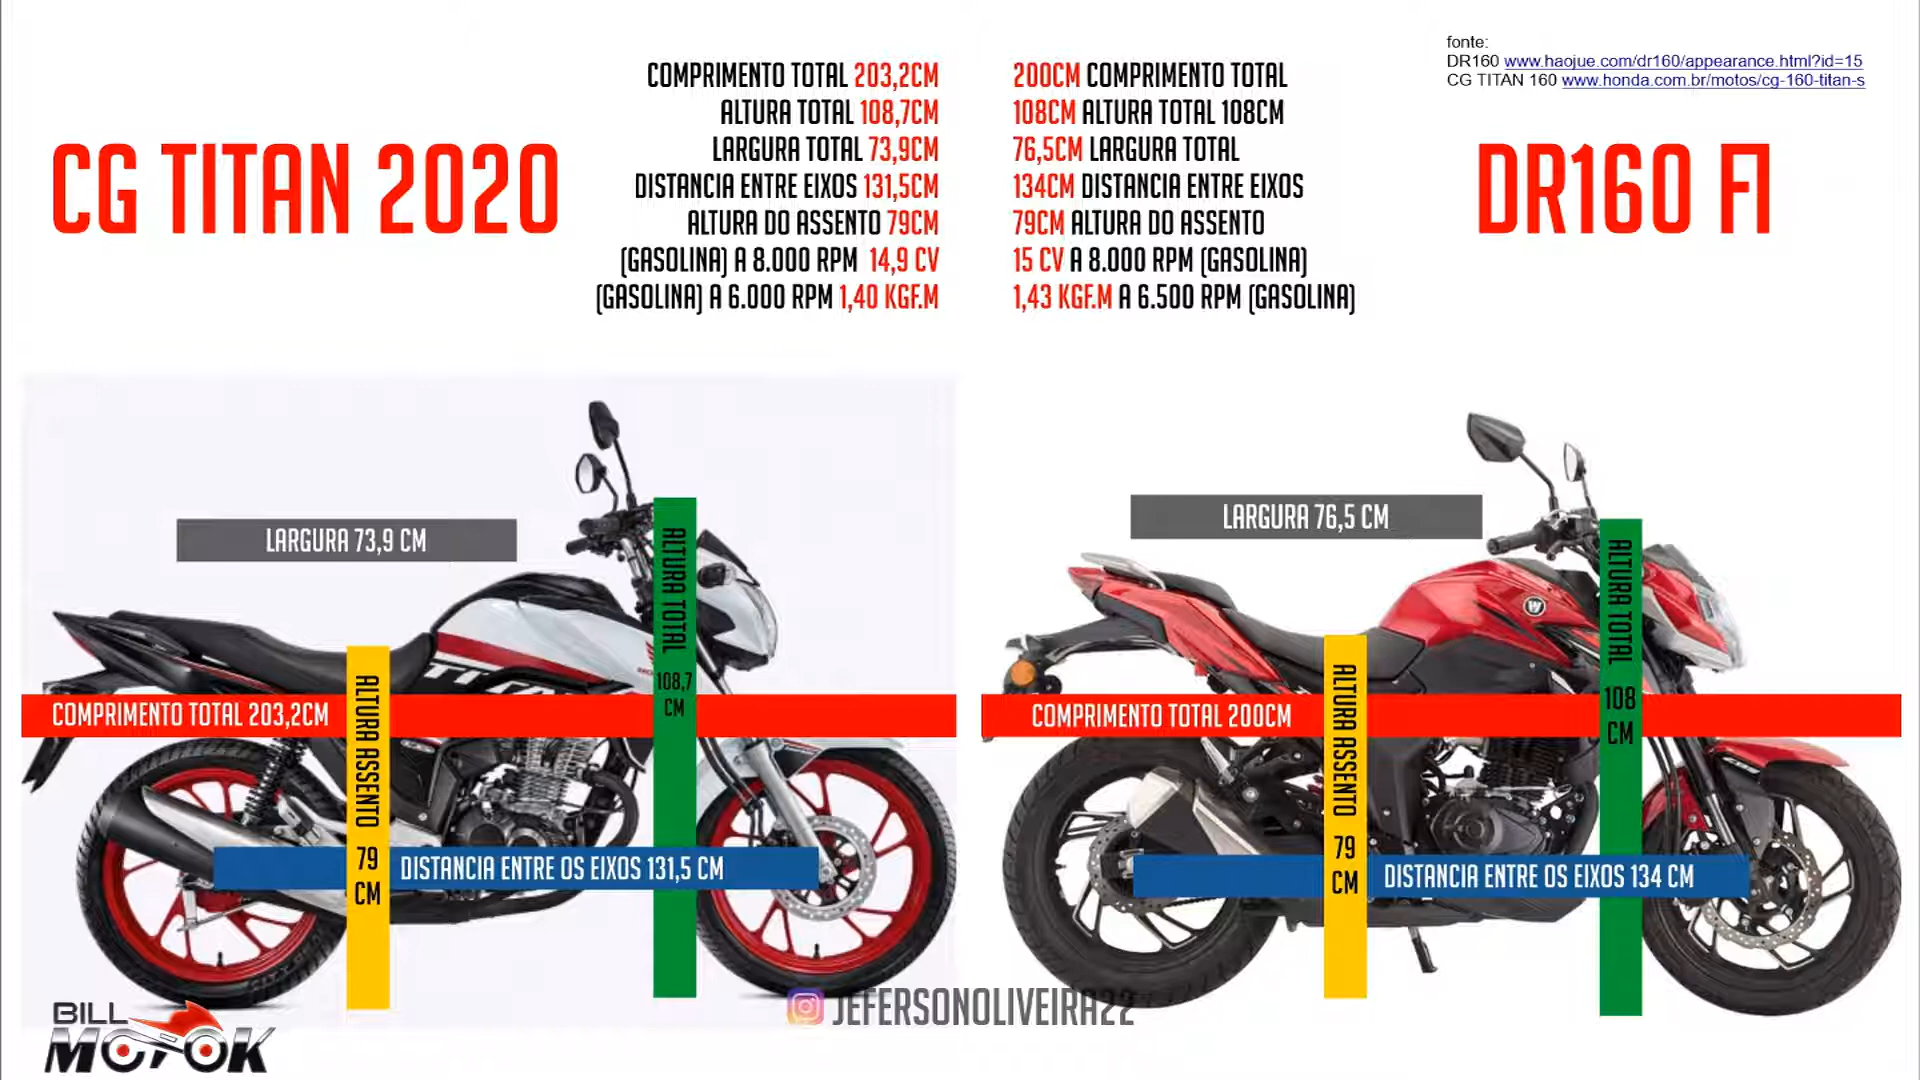 fonte:
DR160 www.haojue.com/dr160/appearance.html?id=15
CG TITAN 160 www.honda.com.br/motos/cg-160-titan-s
CG TITAN 2020
COMPRIMENTO TOTAL 203,2CM
ALTURA TOTAL 108,7CM
LARGURA TOTAL 73,9CM
DISTANCIA ENTRE EIXOS 131,5CM
ALTURA DO ASSENTO 79CM
(GASOLINA) A 8.000 RPM 14,9 CV
(GASOLINA) A 6.000 RPM 1,40 KGF.M
200CM COMPRIMENTO TOTAL
108CM ALTURA TOTAL 108CM
76,5CM LARGURA TOTAL
134CM DISTANCIA ENTRE EIXOS
79CM ALTURA DO ASSENTO
15 CV A 8.000 RPM (GASOLINA)
1,43 KGF.M A 6.500 RPM (GASOLINA)
DR160 FI
LARGURA 73,9 CM
ALTURA TOTAL
108,7
CM
COMPRIMENTO TOTAL 203,2CM
ALTURA ASSENTO
79
CM
DISTANCIA ENTRE OS EIXOS 131,5 CM
LARGURA 76,5 CM
ALTURA TOTAL
108
CM
COMPRIMENTO TOTAL 200CM
ALTURA ASSENTO
79
CM
DISTANCIA ENTRE OS EIXOS 134 CM
BILL
MOTOK
JEFERSONOLIVEIRA22